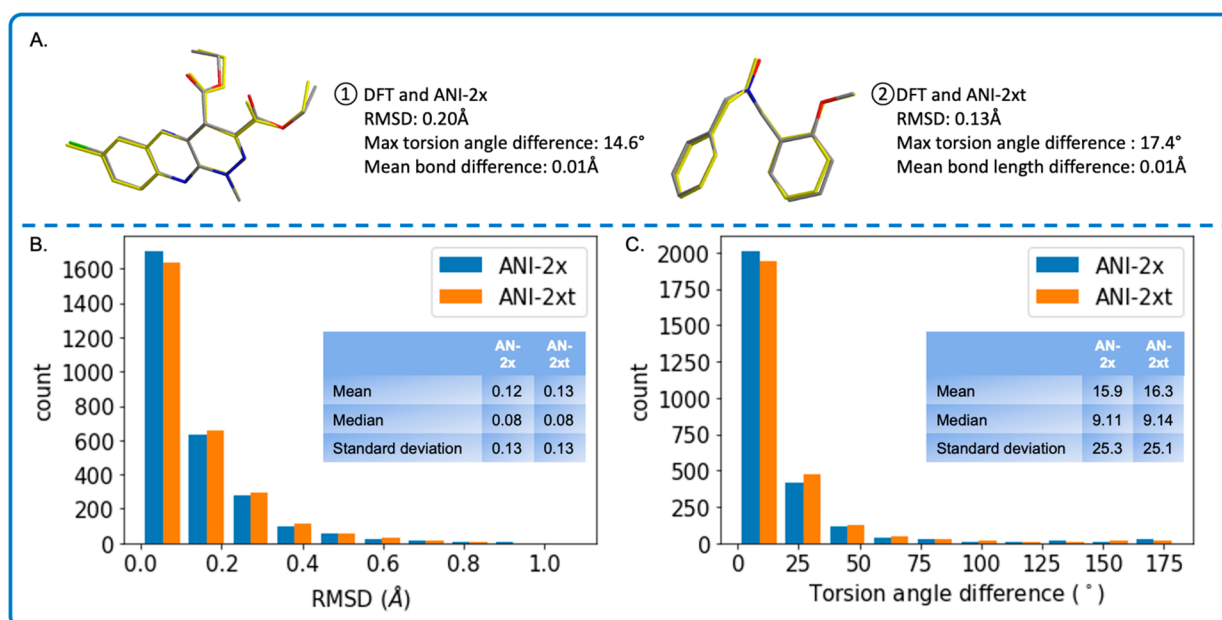 A.
① DFT and ANI-2x
RMSD: 0.20Å
Max torsion angle difference: 14.6°
Mean bond difference: 0.01Å
② DFT and ANI-2xt
RMSD: 0.13Å
Max torsion angle difference : 17.4°
Mean bond length difference: 0.01Å
B.
count
1600
1400
1200
1000
800
600
400
200
0
0.0 0.2 0.4 0.6 0.8 1.0
RMSD (Å)
ANI-2x
ANI-2xt
AN-2x AN-2xt
Mean 0.12 0.13
Median 0.08 0.08
Standard deviation 0.13 0.13
C.
count
2000
1750
1500
1250
1000
750
500
250
0
0 25 50 75 100 125 150 175
Torsion angle difference (°)
ANI-2x
ANI-2xt
AN-2x AN-2xt
Mean 15.9 16.3
Median 9.11 9.14
Standard deviation 25.3 25.1